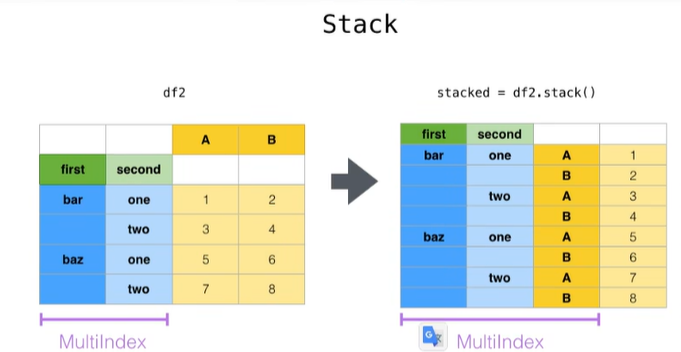 Stack
df2
A B
first second
bar one 1 2
two 3 4
baz one 5 6
two 7 8
MultiIndex
stacked = df2.stack()
first second
bar one A 1
B 2
two A 3
B 4
baz one A 5
B 6
two A 7
B 8
G
MultiIndex